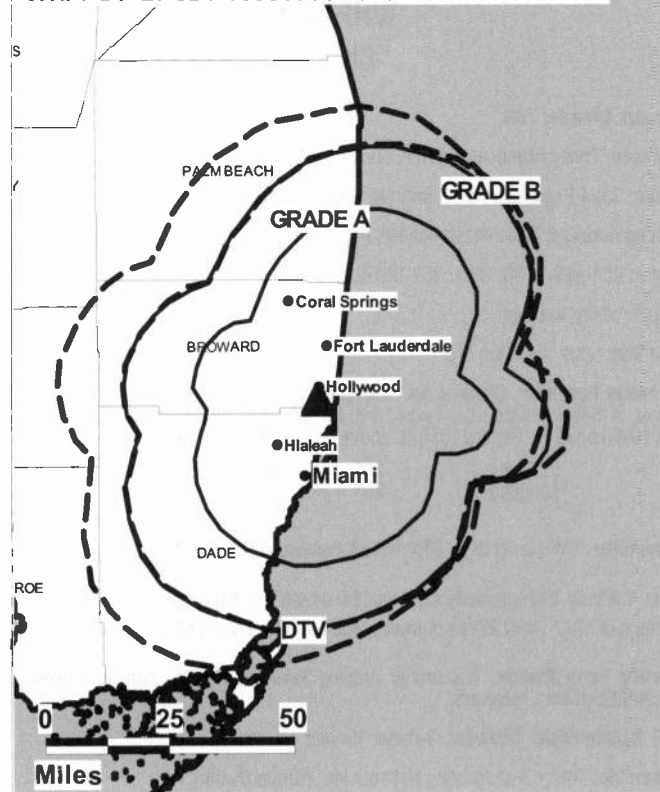 PALM BEACH
GRADE B
GRADE A
Coral Springs
BROWARD
Fort Lauderdale
Hollywood
Hialeah
Miami
DADE
ROE
DTV
0 25 50
Miles